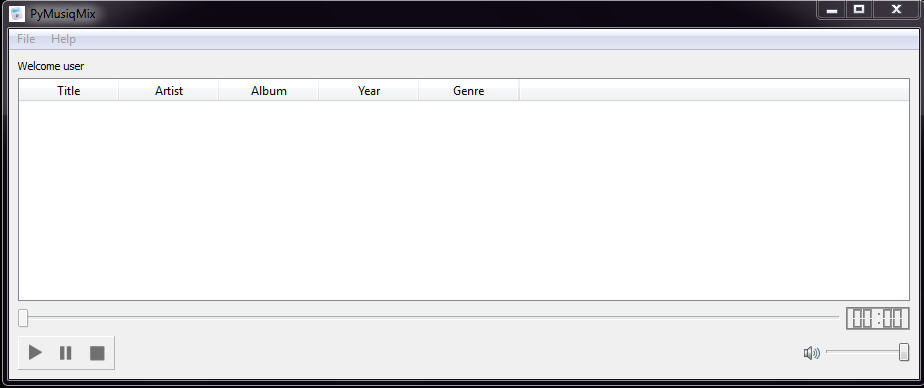 PyMusiqMix
File Help
Welcome user
Title Artist Album Year Genre
00:00